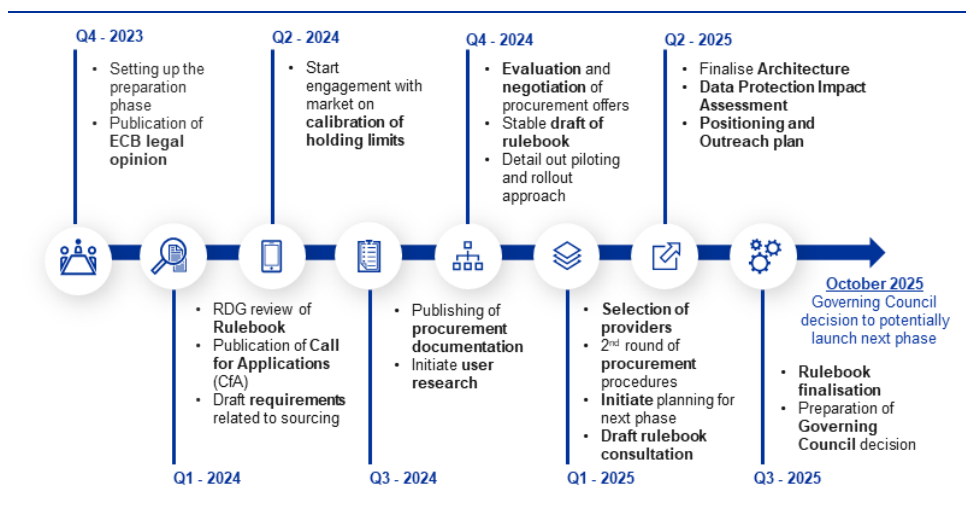 Q4 - 2023
• Setting up the
preparation
phase
• Publication of
ECB legal
opinion
Q2 - 2024
• Start
engagement with
market on
calibration of
holding limits
Q4 - 2024
• Evaluation and
negotiation of
procurement offers
• Stable draft of
rulebook
• Detail out piloting
and rollout
approach
Q2 - 2025
• Finalise Architecture
• Data Protection Impact
Assessment
• Positioning and
Outreach plan
• RDG review of
Rulebook
• Publication of Call
for Applications
(CfA)
• Draft requirements
related to sourcing
Q1 - 2024
• Publishing of
procurement
documentation
• Initiate user
research
Q3 - 2024
• Selection of
providers
• 2nd round of
procurement
procedures
• Initiate planning for
next phase
• Draft rulebook
consultation
Q1 - 2025
October 2025
Governing Council
decision to potentially
launch next phase
• Rulebook
finalisation
• Preparation of
Governing
Council decision
Q3 - 2025